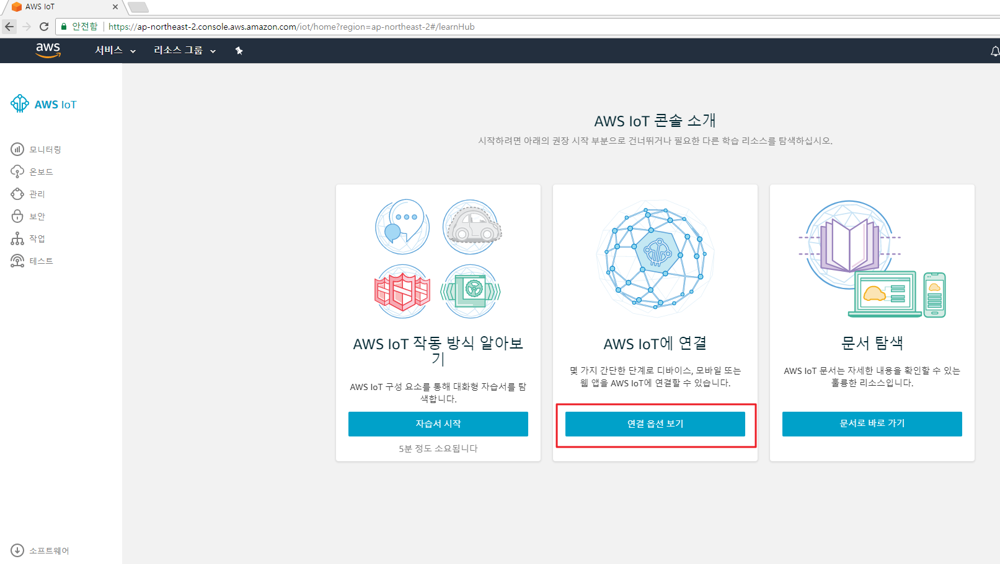 AWS IoT
안전함
https://ap-northeast-2.console.aws.amazon.com/iot/home?region=ap-northeast-2#/learnHub
aws 서비스 리소스 그룹
AWS IoT
모니터링
온보드
관리
보안
작업
테스트
소프트웨어
AWS IoT 콘솔 소개
시작하려면 아래의 권장 시작 부분으로 건너뛰거나 필요한 다른 학습 리소스를 탐색하십시오.
AWS IoT 작동 방식 알아보
기
AWS IoT 구성 요소를 통해 대화형 자습서를 탐
색합니다.
자습서 시작
5분 정도 소요됩니다
AWS IoT에 연결
몇 가지 간단한 단계로 디바이스, 모바일 또는
웹 앱을 AWS IoT에 연결할 수 있습니다.
연결 옵션 보기
문서 탐색
AWS IoT 문서는 자세한 내용을 확인할 수 있는
훌륭한 리소스입니다.
문서로 바로 가기